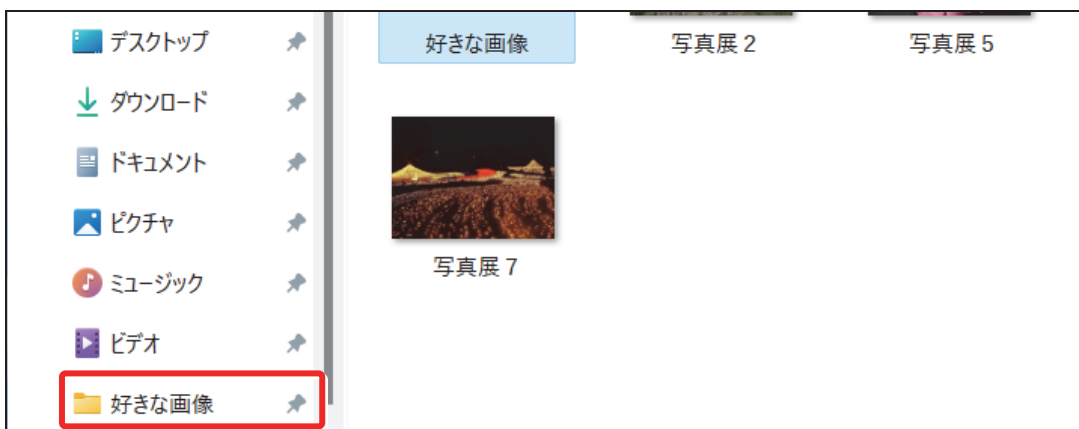 デスクトップ
ダウンロード
ドキュメント
ピクチャ
ミュージック
ビデオ
好きな画像
好きな画像
写真展 2
写真展 5
写真展 7